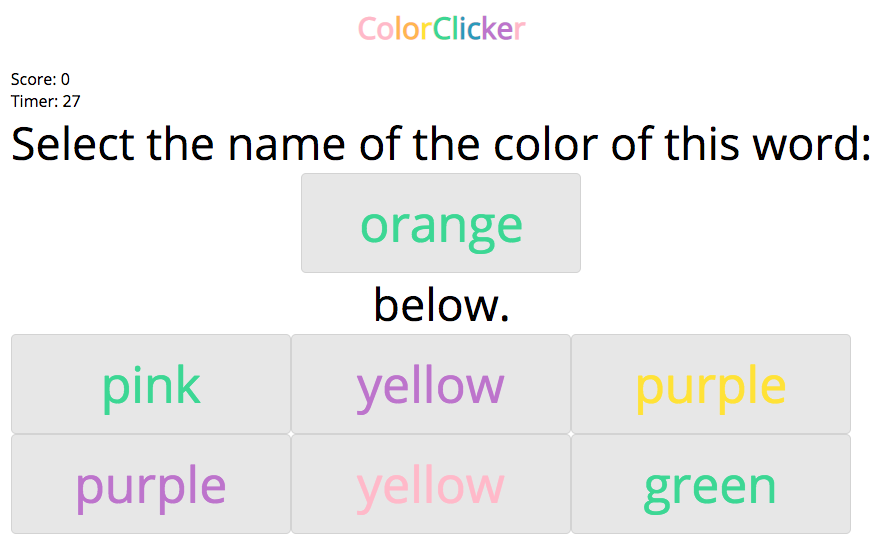 ColorClicker
Score: 0
Timer: 27
Select the name of the color of this word:
orange
below.
pink yellow purple
purple yellow green